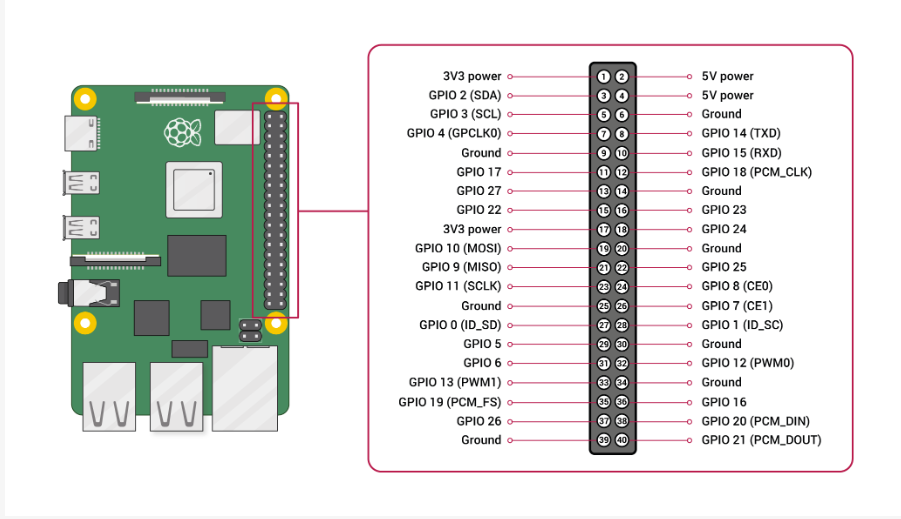 3V3 power 1 2 5V power
GPIO 2 (SDA) 3 4 5V power
GPIO 3 (SCL) 5 6 Ground
GPIO 4 (GPCLK0) 7 8 GPIO 14 (TXD)
Ground 9 10 GPIO 15 (RXD)
GPIO 17 11 12 GPIO 18 (PCM_CLK)
GPIO 27 13 14 Ground
GPIO 22 15 16 GPIO 23
3V3 power 17 18 GPIO 24
GPIO 10 (MOSI) 19 20 Ground
GPIO 9 (MISO) 21 22 GPIO 25
GPIO 11 (SCLK) 23 24 GPIO 8 (CE0)
Ground 25 26 GPIO 7 (CE1)
GPIO 0 (ID_SD) 27 28 GPIO 1 (ID_SC)
GPIO 5 29 30 Ground
GPIO 6 31 32 GPIO 12 (PWM0)
GPIO 13 (PWM1) 33 34 Ground
GPIO 19 (PCM_FS) 35 36 GPIO 16
GPIO 26 37 38 GPIO 20 (PCM_DIN)
Ground 39 40 GPIO 21 (PCM_DOUT)